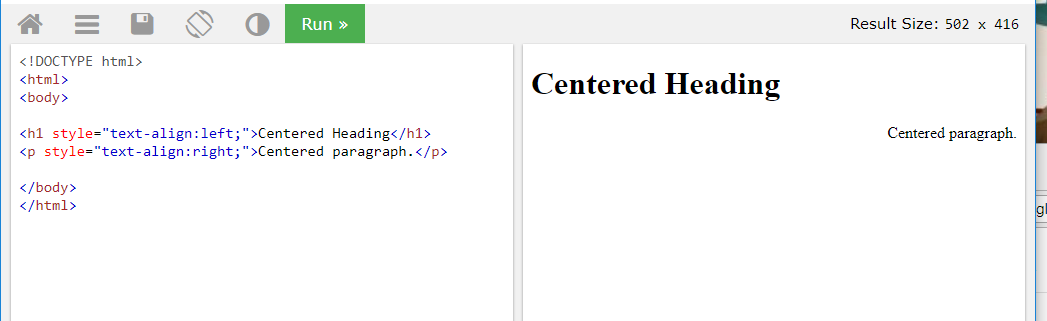 Run » Result Size: 502 x 416
<!DOCTYPE html>
<html>
<body>
<h1 style="text-align:left;">Centered Heading</h1>
<p style="text-align:right;">Centered paragraph.</p>
</body>
</html>
Centered Heading
Centered paragraph.
gl